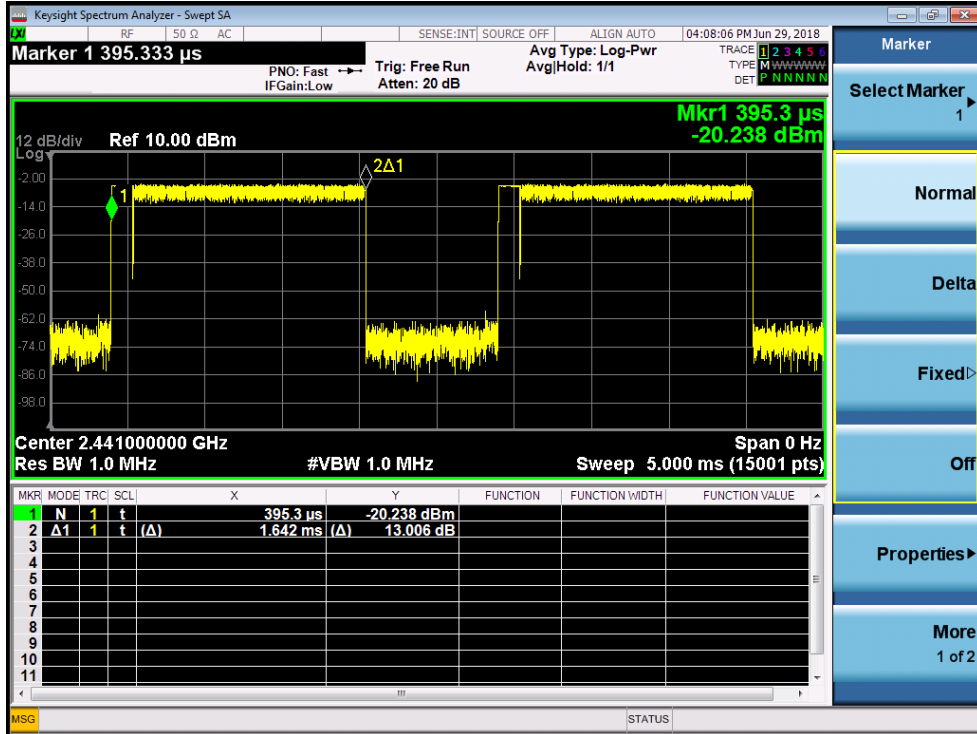 Keysight Spectrum Analyzer - Swept SA
LXI RF 50 Ω AC SENSE:INT SOURCE OFF ALIGN AUTO 04:08:06 PM Jun 29, 2018
Marker 1 395.333 µs
PNO: Fast
IFGain:Low
Trig: Free Run
Atten: 20 dB
Avg Type: Log-Pwr
Avg|Hold: 1/1
TRACE 1 2 3 4 5 6
TYPE M WWWWW
DET P N N N N N
Mkr1 395.3 µs
-20.238 dBm
12 dB/div Ref 10.00 dBm
Log
2Δ1
1
-2.00
-14.0
-26.0
-38.0
-50.0
-62.0
-74.0
-86.0
-98.0
Center 2.441000000 GHz Span 0 Hz
Res BW 1.0 MHz #VBW 1.0 MHz Sweep 5.000 ms (15001 pts)
MKR MODE TRC SCL X Y FUNCTION FUNCTION WIDTH FUNCTION VALUE
1 N 1 t 395.3 µs -20.238 dBm
2 Δ1 1 t (Δ) 1.642 ms (Δ) 13.006 dB
3
4
5
6
7
8
9
10
11
MSG STATUS
Marker
Select Marker
1
Normal
Delta
Fixed
Off
Properties
More
1 of 2